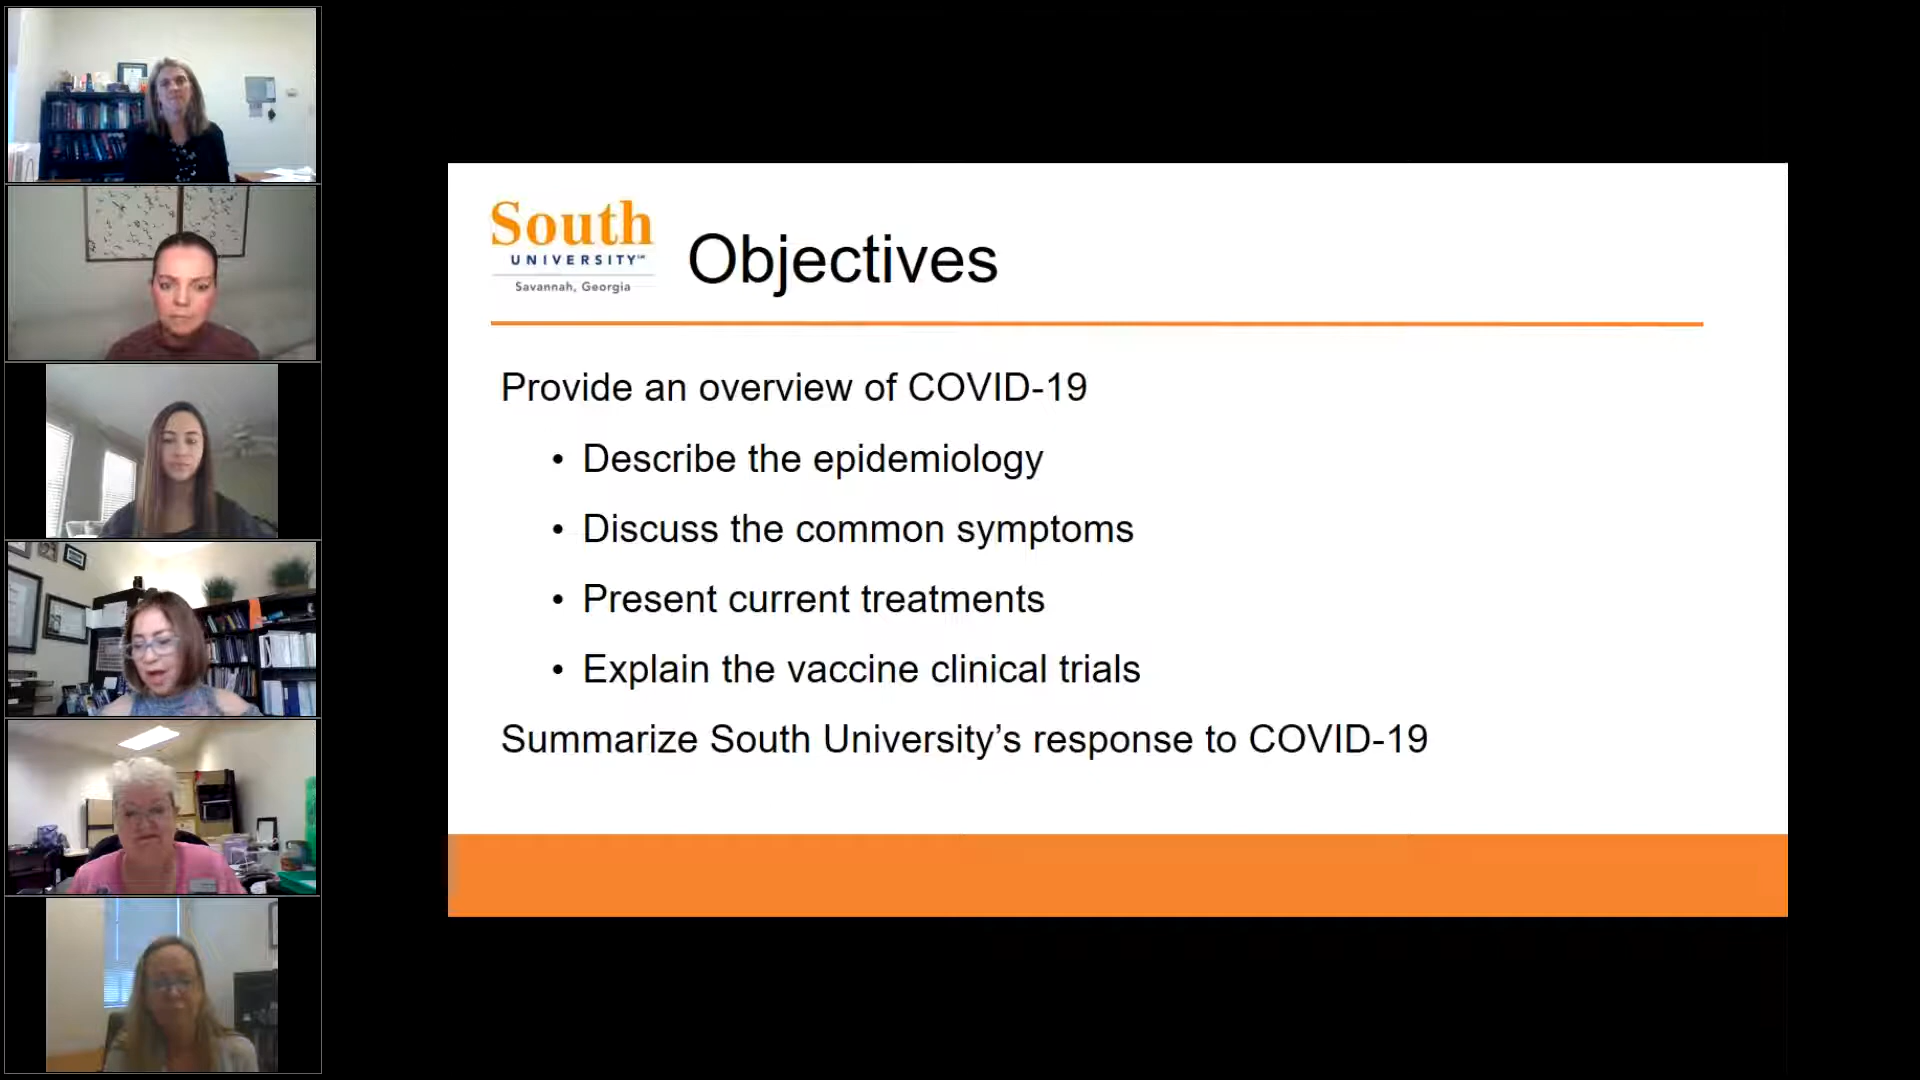 South
UNIVERSITY
Savannah, Georgia
Objectives
Provide an overview of COVID-19
• Describe the epidemiology
• Discuss the common symptoms
• Present current treatments
• Explain the vaccine clinical trials
Summarize South University’s response to COVID-19